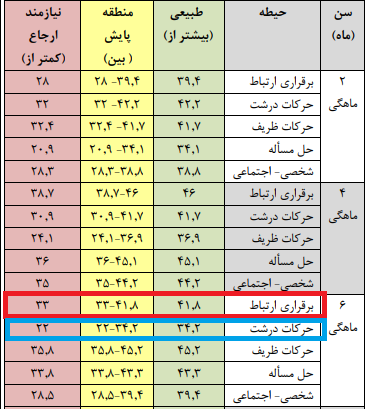 سن (ماه) حیطه طبیعی (بیشتر از) منطقه پایش (بین) نیازمند ارجاع (کمتر از)
۲ ماهگی برقراری ارتباط ۳۹,۴ ۲۸-۳۹,۴ ۲۸
حرکات درشت ۴۲,۲ ۳۲-۴۲,۲ ۳۲
حرکات ظریف ۴۱,۷ ۳۲,۴-۴۱,۷ ۳۲,۴
حل مسأله ۳۴,۱ ۲۰,۹-۳۴,۱ ۲۰,۹
شخصی- اجتماعی ۳۸,۸ ۲۸,۳-۳۸,۸ ۲۸,۳
۴ ماهگی برقراری ارتباط ۴۶ ۳۸,۷-۴۶ ۳۸,۷
حرکات درشت ۴۱,۷ ۳۰,۹-۴۱,۷ ۳۰,۹
حرکات ظریف ۳۶,۹ ۲۴,۱-۳۶,۹ ۲۴,۱
حل مسأله ۴۵,۱ ۳۶-۴۵,۱ ۳۶
شخصی- اجتماعی ۴۴,۲ ۳۵-۴۴,۲ ۳۵
۶ ماهگی برقراری ارتباط ۴۱,۸ ۳۳-۴۱,۸ ۳۳
حرکات درشت ۳۴,۲ ۲۲-۳۴,۲ ۲۲
حرکات ظریف ۴۵,۲ ۳۵,۸-۴۵,۲ ۳۵,۸
حل مسأله ۴۳,۳ ۳۳,۸-۴۳,۳ ۳۳,۸
شخصی- اجتماعی ۳۹,۴ ۲۸,۵-۳۹,۴ ۲۸,۵